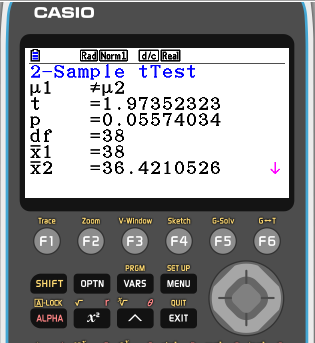 CASIO
Rad Norm1 d/c Real
2-Sample tTest
μ1 ≠μ2
t =1.97352323
p =0.05574034
df =38
x̄1 =38
x̄2 =36.4210526 ↓
Trace Zoom V-Window Sketch G-Solv G↔T
F1 F2 F3 F4 F5 F6
PRGM SET UP
SHIFT OPTN VARS MENU
A-LOCK √ r ˣ√ θ QUIT
ALPHA x² ^ EXIT